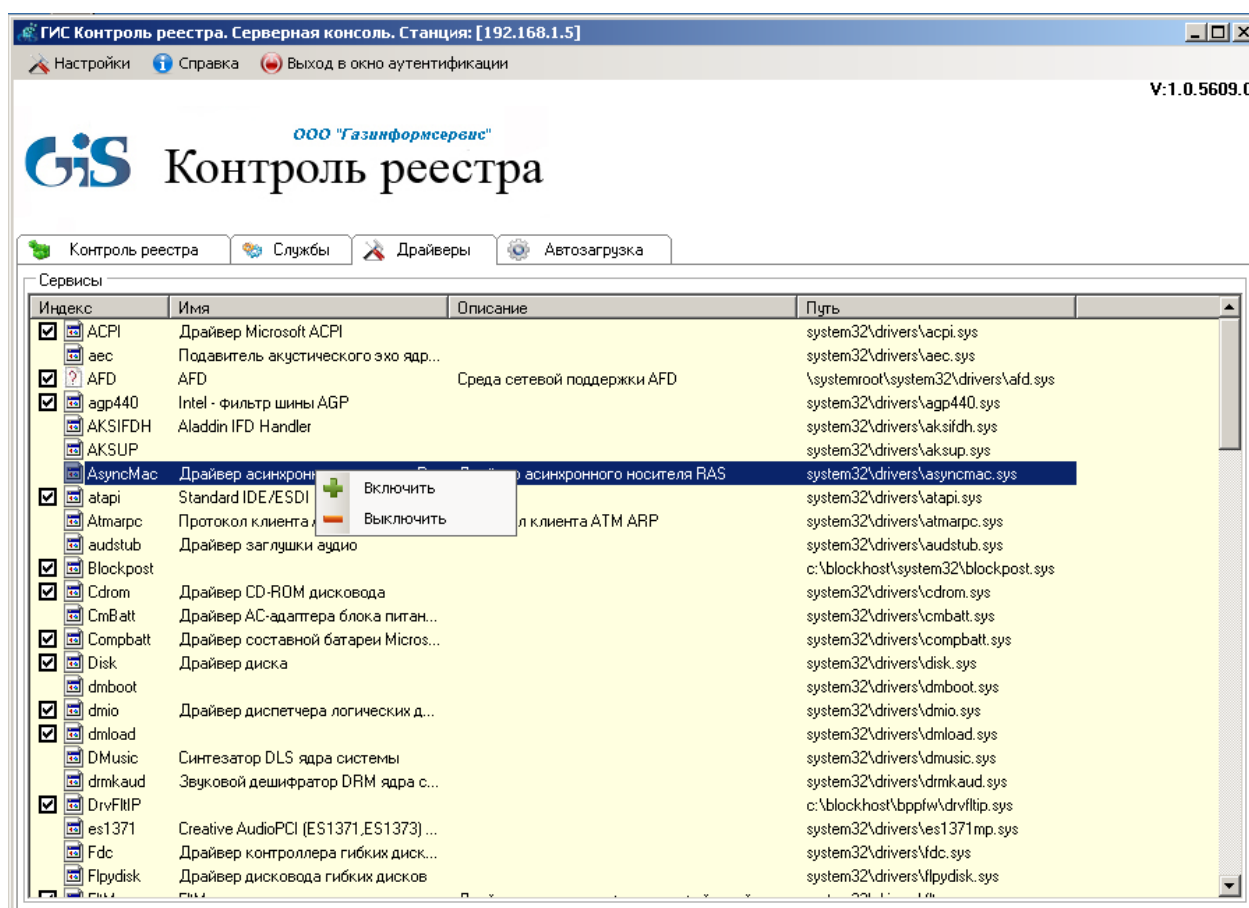 ГИС Контроль реестра. Серверная консоль. Станция: [192.168.1.5]
Настройки Справка Выход в окно аутентификации
V:1.0.5609.0
ООО "Газинформсервис"
GiS Контроль реестра
Контроль реестра Службы Драйверы Автозагрузка
Сервисы
Индекс Имя Описание Путь
ACPI Драйвер Microsoft ACPI system32\drivers\acpi.sys
aec Подавитель акустического эхо ядр... system32\drivers\aec.sys
AFD AFD Среда сетевой поддержки AFD \systemroot\system32\drivers\afd.sys
agp440 Intel - фильтр шины AGP system32\drivers\agp440.sys
AKSIFDH Aladdin IFD Handler system32\drivers\aksifdh.sys
AKSUP system32\drivers\aksup.sys
AsyncMac Драйвер асинхронн носителя RAS system32\drivers\asyncmac.sys
Включить
atapi Standard IDE/ESDI system32\drivers\atapi.sys
Выключить
Atmarpc Протокол клиента клиента ATM ARP system32\drivers\atmarpc.sys
audstub Драйвер заглушки аудио system32\drivers\audstub.sys
Blockpost c:\blockhost\system32\blockpost.sys
Cdrom Драйвер CD-ROM дисковода system32\drivers\cdrom.sys
CmBatt Драйвер AC-адаптера блока питан... system32\drivers\cmbatt.sys
Compbatt Драйвер составной батареи Micros... system32\drivers\compbatt.sys
Disk Драйвер диска system32\drivers\disk.sys
dmboot system32\drivers\dmboot.sys
dmio Драйвер диспетчера логических д... system32\drivers\dmio.sys
dmload system32\drivers\dmload.sys
DMusic Синтезатор DLS ядра системы system32\drivers\dmusic.sys
drmkaud Звуковой дешифратор DRM ядра с... system32\drivers\drmkaud.sys
DrvFltIP c:\blockhost\bppfw\drvfltip.sys
es1371 Creative AudioPCI (ES1371,ES1373) ... system32\drivers\es1371mp.sys
Fdc Драйвер контроллера гибких диск... system32\drivers\fdc.sys
Flpydisk Драйвер дисковода гибких дисков system32\drivers\flpydisk.sys